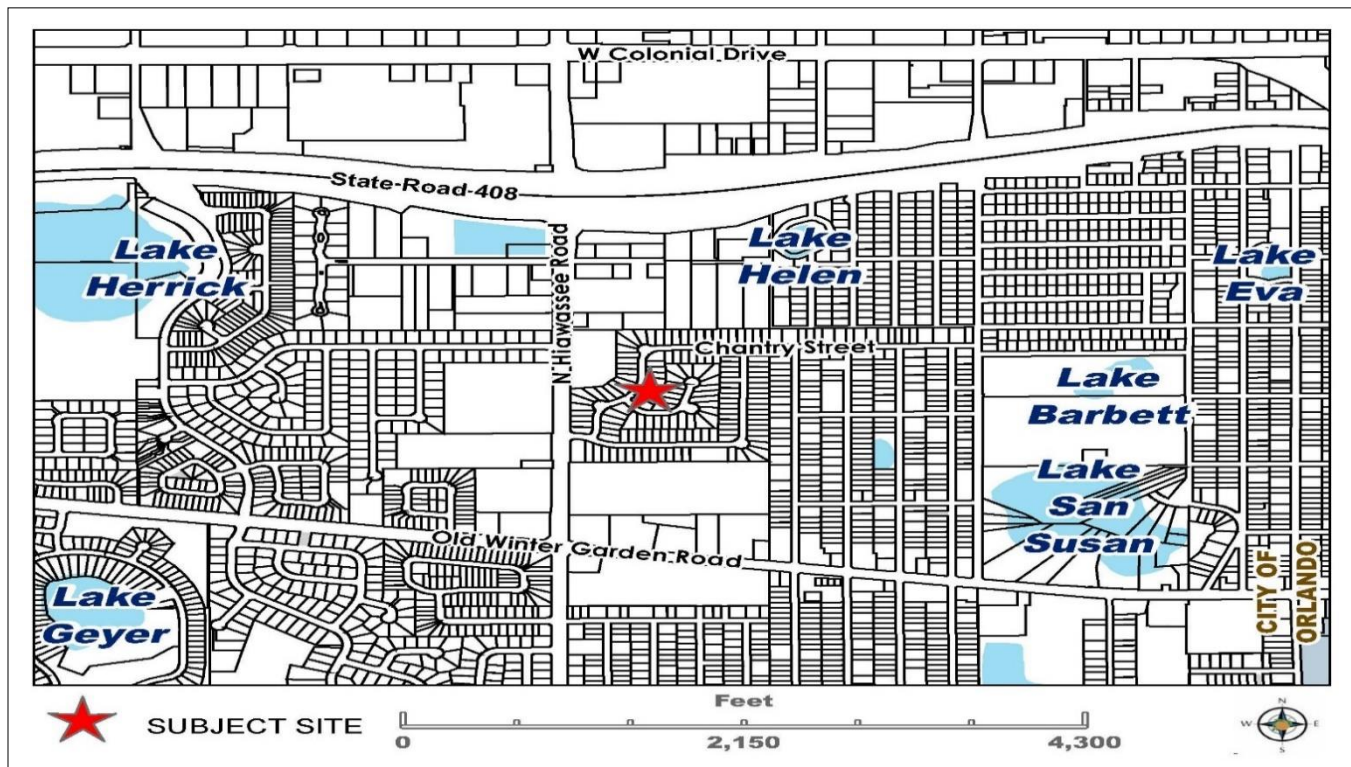 W Colonial Drive
State-Road-408
N Hiawassee Road
Lake
Herrick
Lake
Helen
Lake
Eva
Chantry Street
Lake
Barbett
Lake
San
Susan
Old Winter Garden Road
Lake
Geyer
CITY OF
ORLANDO
SUBJECT SITE
Feet
0
2,150
4,300
N
W
E
S